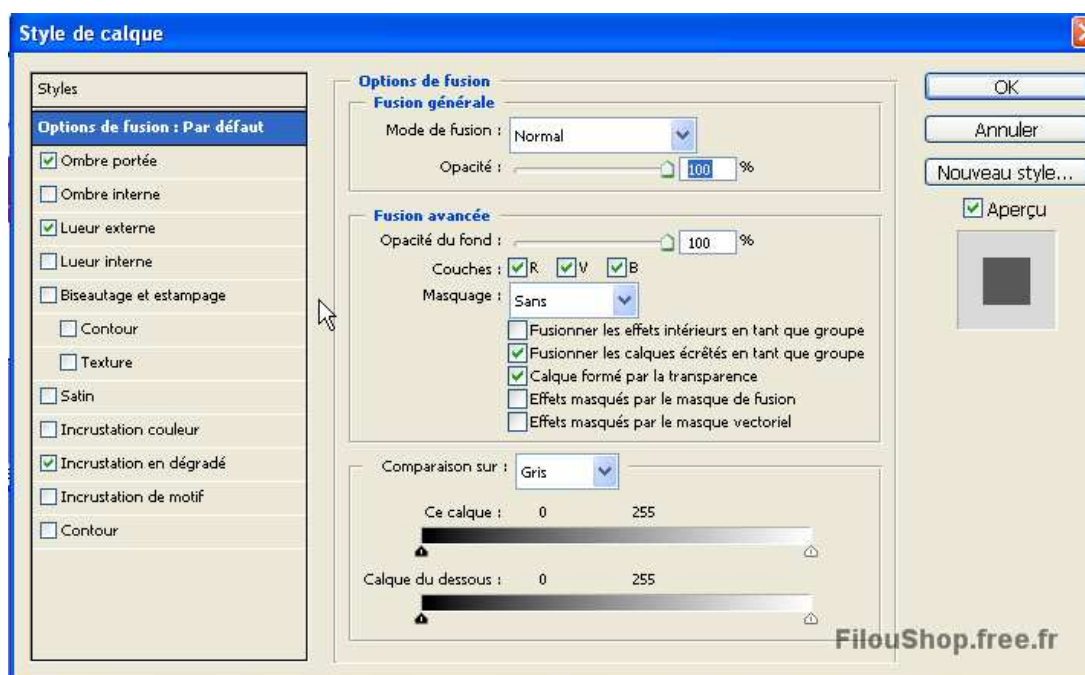 Style de calque
Styles
Options de fusion : Par défaut
Ombre portée
Ombre interne
Lueur externe
Lueur interne
Biseautage et estampage
Contour
Texture
Satin
Incrustation couleur
Incrustation en dégradé
Incrustation de motif
Contour
Options de fusion
Fusion générale
Mode de fusion : Normal
Opacité : 100 %
Fusion avancée
Opacité du fond : 100 %
Couches : R V B
Masquage : Sans
Fusionner les effets intérieurs en tant que groupe
Fusionner les calques écrêtés en tant que groupe
Calque formé par la transparence
Effets masqués par le masque de fusion
Effets masqués par le masque vectoriel
Comparaison sur : Gris
Ce calque : 0 255
Calque du dessous : 0 255
OK
Annuler
Nouveau style...
Aperçu
FilouShop.free.fr